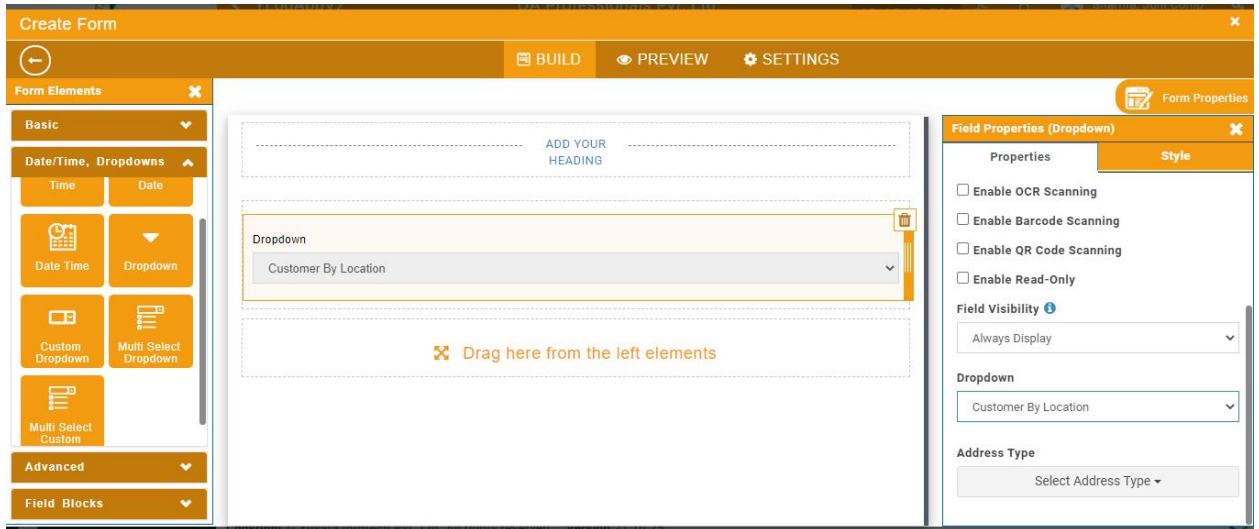 Create Form
BUILD
PREVIEW
SETTINGS
Form Elements
Basic
Date/Time, Dropdowns
Time
Date
Date Time
Dropdown
Custom
Dropdown
Multi Select
Dropdown
Multi Select
Custom
Advanced
Field Blocks
ADD YOUR
HEADING
Dropdown
Customer By Location
Drag here from the left elements
Form Properties
Field Properties (Dropdown)
Properties
Style
Enable OCR Scanning
Enable Barcode Scanning
Enable QR Code Scanning
Enable Read-Only
Field Visibility
Always Display
Dropdown
Customer By Location
Address Type
Select Address Type